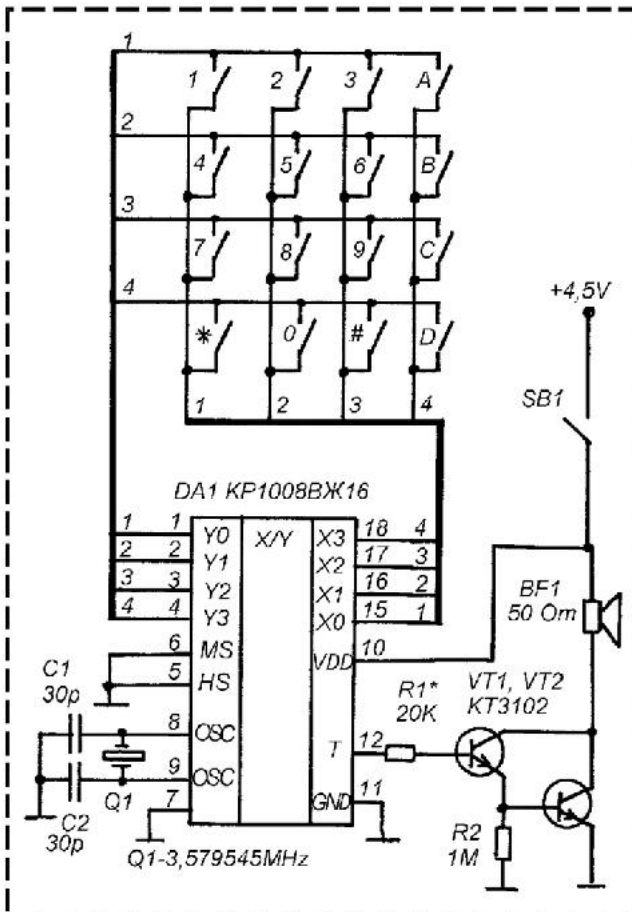 1
1 2 3 A
2
4 5 6 B
3
7 8 9 C
4
* 0 # D
+4,5V
1 2 3 4
SB1
DA1 КР1008ВЖ16
1 1 Y0 X/Y X3 18 4
2 2 Y1 X2 17 3
3 3 Y2 X1 16 2
4 4 Y3 X0 15 1
BF1
50 Om
6 MS VDD 10
5 HS
C1
30p
R1*
20K
VT1, VT2
KT3102
8 OSC
T 12
9 OSC
Q1
7
GND 11
C2
30p
R2
1M
Q1-3,579545MHz